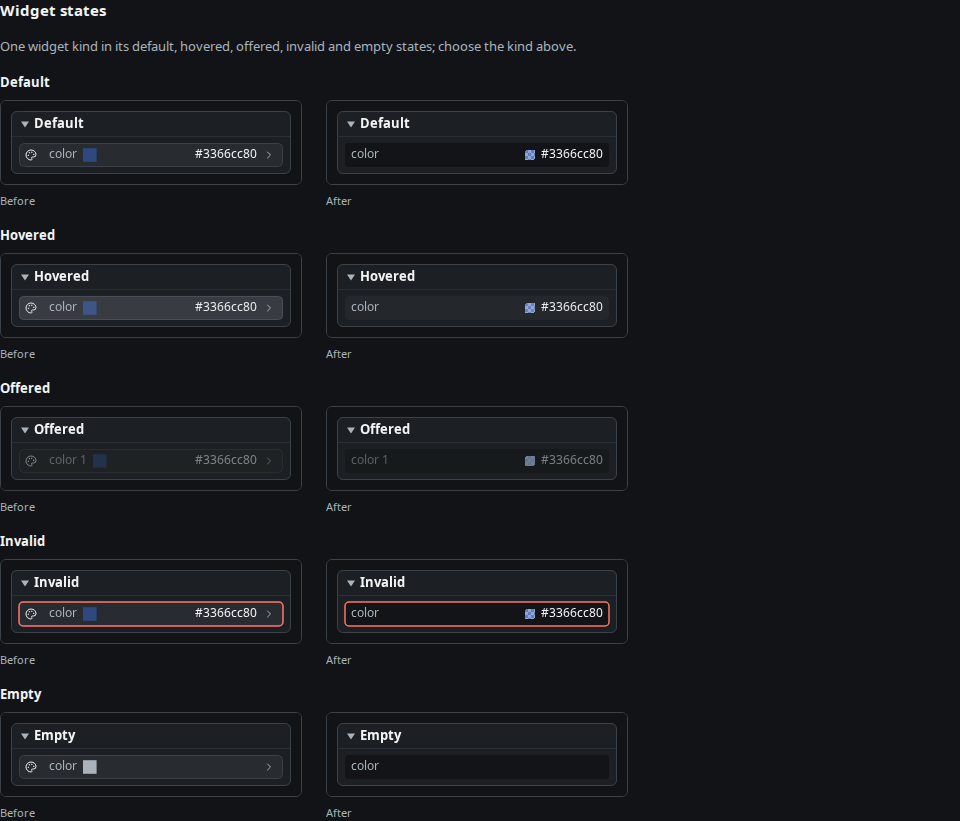 Widget states
One widget kind in its default, hovered, offered, invalid and empty states; choose the kind above.
Default
Default
color #3366cc80
Default
color #3366cc80
Before
After
Hovered
Hovered
color #3366cc80
Hovered
color #3366cc80
Before
After
Offered
Offered
color 1 #3366cc80
Offered
color 1 #3366cc80
Before
After
Invalid
Invalid
color #3366cc80
Invalid
color #3366cc80
Before
After
Empty
Empty
color
Empty
color
Before
After